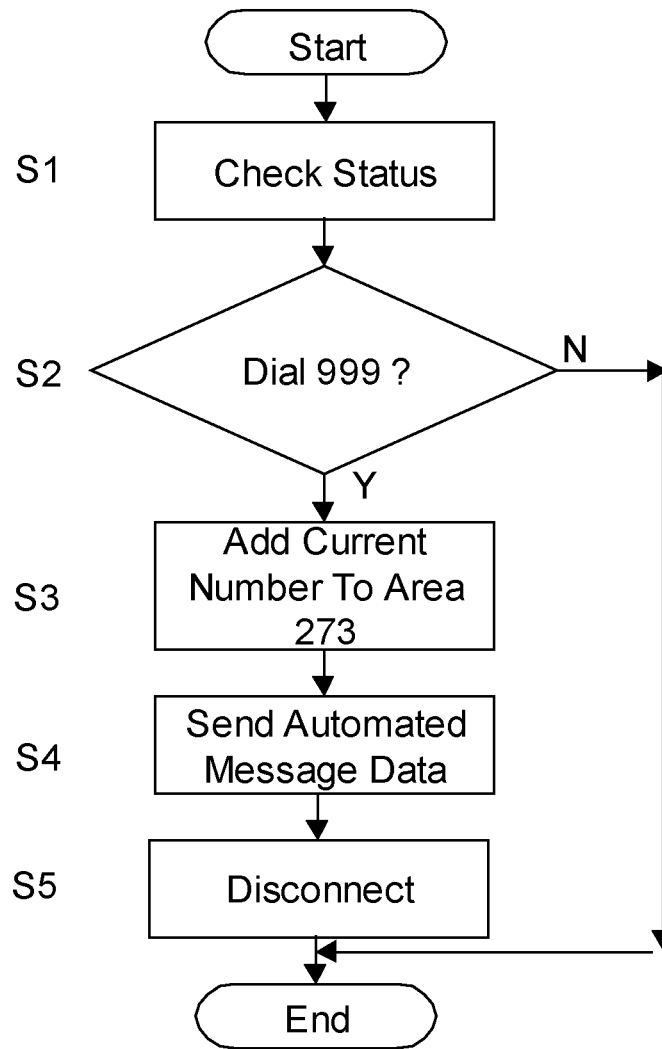 Start
S1
Check Status
S2
Dial 999 ?
N
Y
S3
Add Current
Number To Area
273
S4
Send Automated
Message Data
S5
Disconnect
End